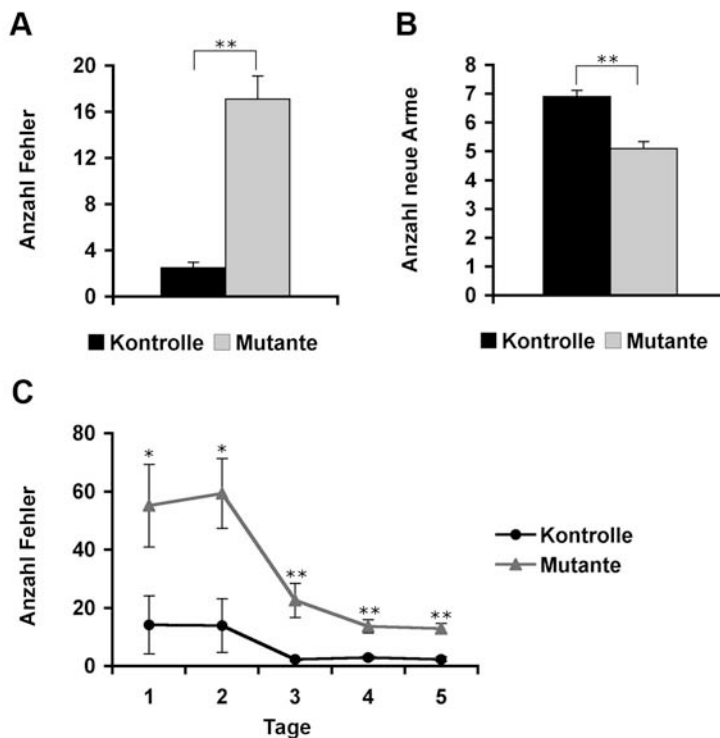 A
**
Anzahl Fehler
20
16
12
8
4
0
Kontrolle Mutante
B
**
Anzahl neue Arme
8
7
6
5
4
3
2
1
0
Kontrolle Mutante
C
Anzahl Fehler
80
60
40
20
0
* * ** ** **
1 2 3 4 5
Tage
Kontrolle
Mutante